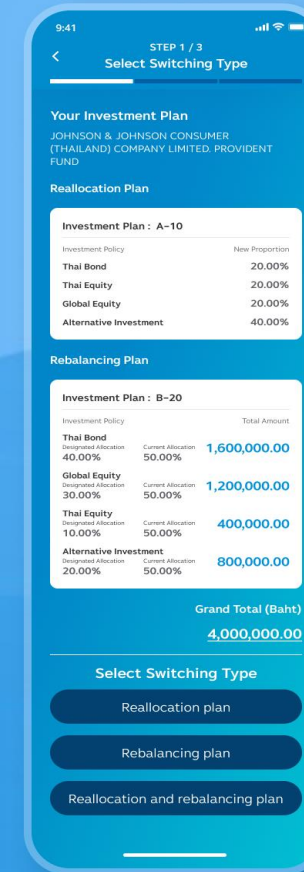 9:41
STEP 1 / 3
Select Switching Type
Your Investment Plan
JOHNSON & JOHNSON CONSUMER
(THAILAND) COMPANY LIMITED. PROVIDENT
FUND
Reallocation Plan
Investment Plan : A-10
Investment Policy New Proportion
Thai Bond 20.00%
Thai Equity 20.00%
Global Equity 20.00%
Alternative Investment 40.00%
Rebalancing Plan
Investment Plan : B-20
Investment Policy Total Amount
Thai Bond
Designated Allocation Current Allocation
40.00% 50.00% 1,600,000.00
Global Equity
Designated Allocation Current Allocation
30.00% 50.00% 1,200,000.00
Thai Equity
Designated Allocation Current Allocation
10.00% 50.00% 400,000.00
Alternative Investment
Designated Allocation Current Allocation
20.00% 50.00% 800,000.00
Grand Total (Baht)
4,000,000.00
Select Switching Type
Reallocation plan
Rebalancing plan
Reallocation and rebalancing plan